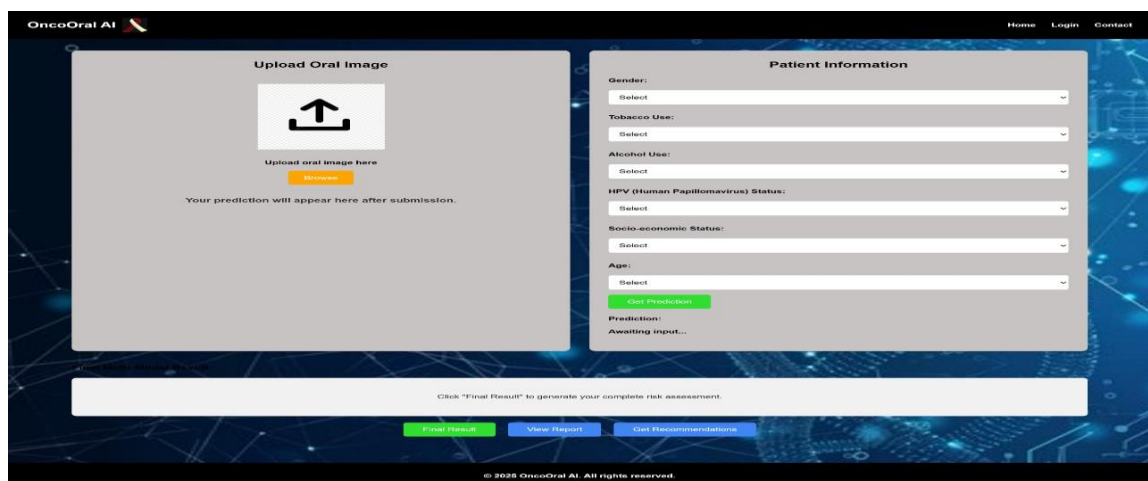 OncoOral AI
Home Login Contact
Upload Oral Image
Upload oral image here
Browse
Your prediction will appear here after submission.
Patient Information
Gender:
Select
Tobacco Use:
Select
Alcohol Use:
Select
HPV (Human Papillomavirus) Status:
Select
Socio-economic Status:
Select
Age:
Select
Get Prediction
Prediction:
Awaiting input...
Click "Final Result" to generate your complete risk assessment.
Final Result View Report Get Recommendations
© 2025 OncoOral AI. All rights reserved.